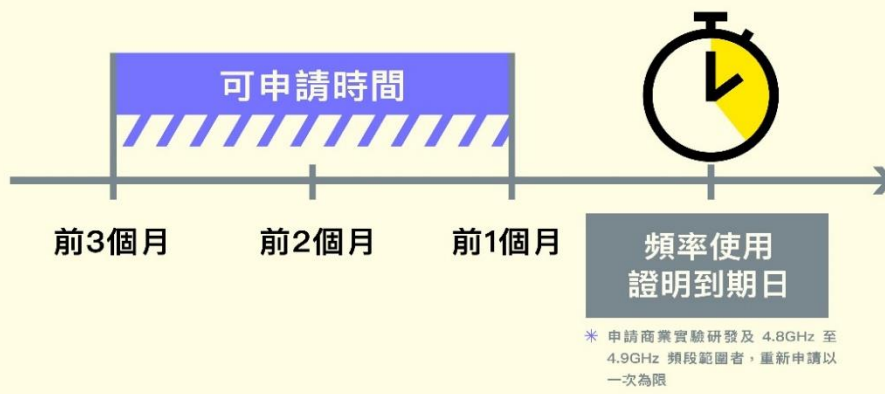 可申請時間
前3個月
前2個月
前1個月
頻率使用
證明到期日
* 申請商業實驗研發及 4.8GHz 至
4.9GHz 頻段範圍者，重新申請以
一次為限